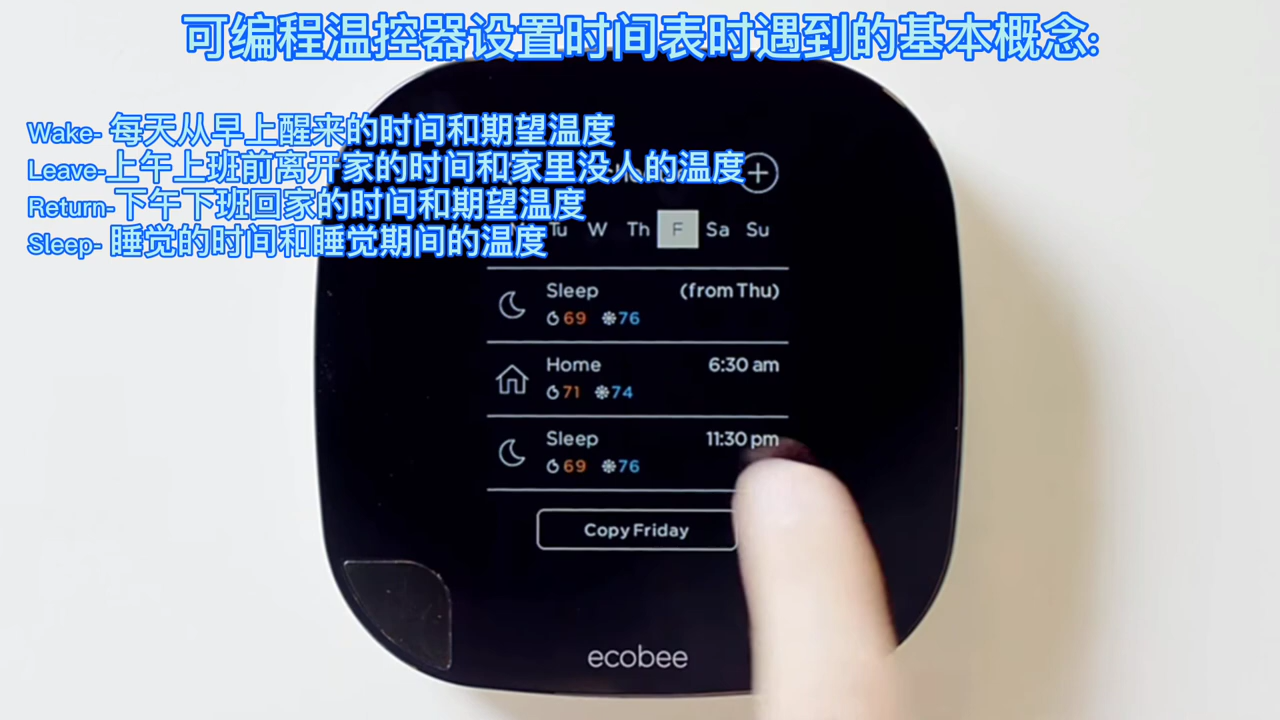 可编程温控器设置时间表时遇到的基本概念:
Wake- 每天从早上醒来的时间和期望温度
Leave-上午上班前离开家的时间和家里没人的温度
Return-下午下班回家的时间和期望温度
Sleep- 睡觉的时间和睡觉期间的温度
Tu W Th F Sa Su
Sleep (from Thu)
69 76
Home 6:30 am
71 74
Sleep 11:30 pm
69 76
Copy Friday
ecobee